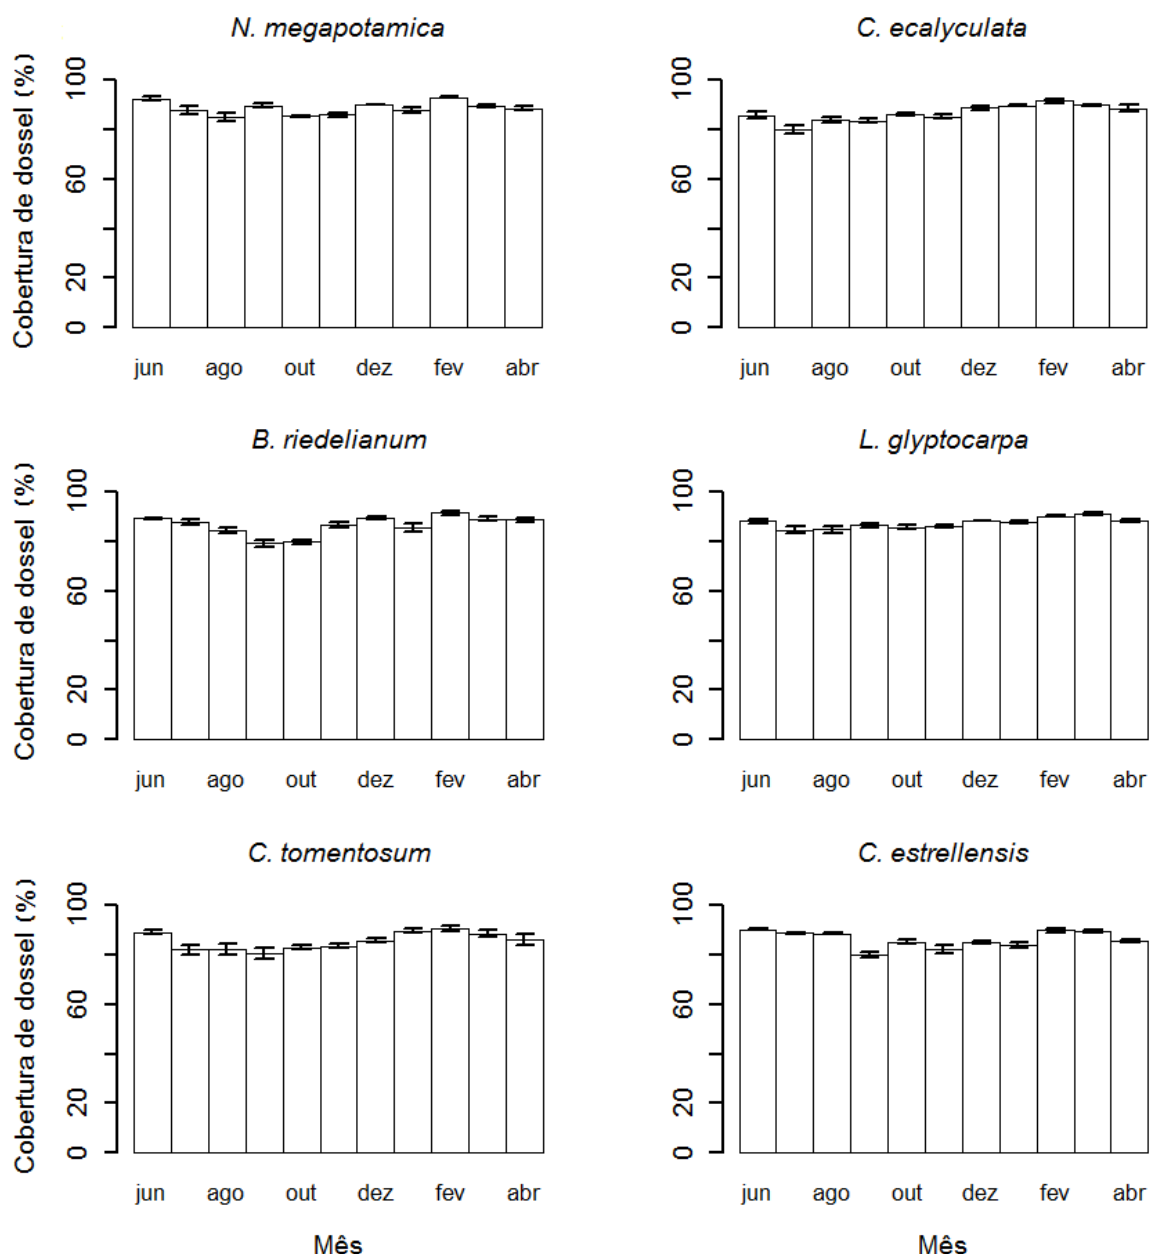 N. megapotamica
C. ecalyculata
Cobertura de dossel (%)
100
60
20
0
100
60
20
0
jun ago out dez fev abr
jun ago out dez fev abr
B. riedelianum
L. glyptocarpa
Cobertura de dossel (%)
100
60
20
0
100
60
20
0
jun ago out dez fev abr
jun ago out dez fev abr
C. tomentosum
C. estrellensis
Cobertura de dossel (%)
100
60
20
0
100
60
20
0
jun ago out dez fev abr
jun ago out dez fev abr
Mês
Mês